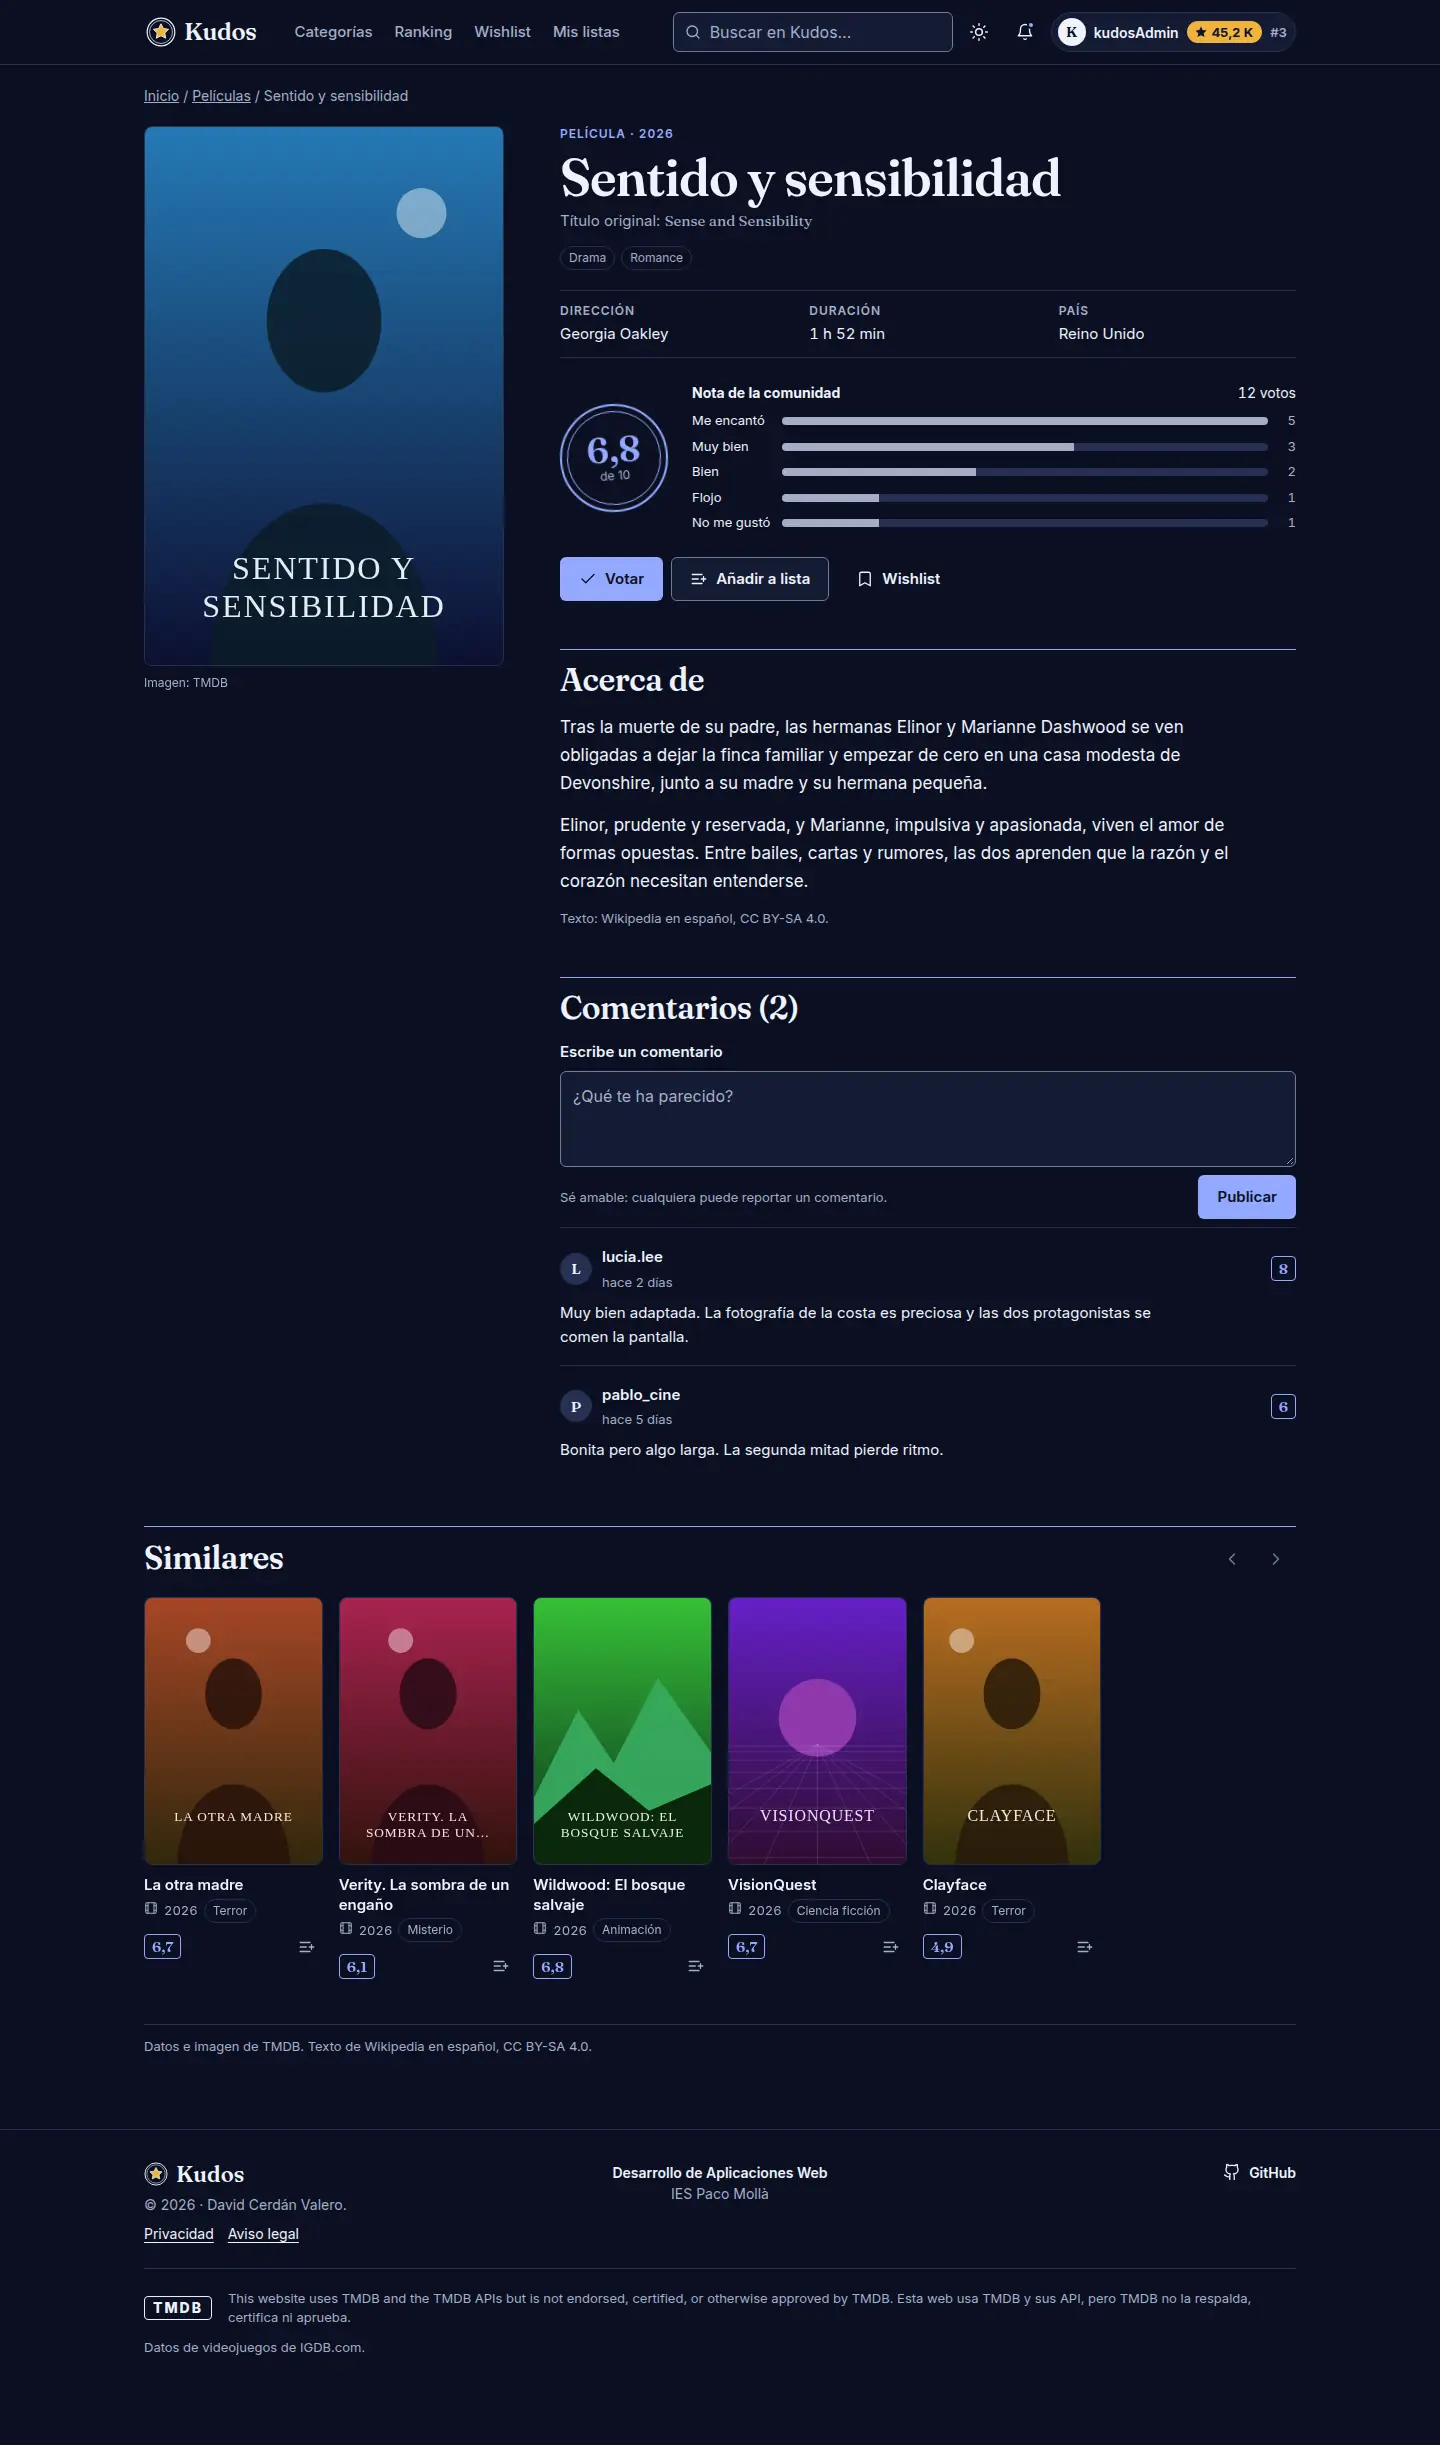 Kudos
Categorías
Ranking
Wishlist
Mis listas
Buscar en Kudos...
K
kudosAdmin
45,2 K
#3
Inicio / Películas / Sentido y sensibilidad
SENTIDO Y
SENSIBILIDAD
Imagen: TMDB
PELÍCULA · 2026
Sentido y sensibilidad
Título original: Sense and Sensibility
Drama
Romance
DIRECCIÓN
Georgia Oakley
DURACIÓN
1 h 52 min
PAÍS
Reino Unido
6,8
de 10
Nota de la comunidad
12 votos
Me encantó
5
Muy bien
3
Bien
2
Flojo
1
No me gustó
1
Votar
Añadir a lista
Wishlist
Acerca de
Tras la muerte de su padre, las hermanas Elinor y Marianne Dashwood se ven
obligadas a dejar la finca familiar y empezar de cero en una casa modesta de
Devonshire, junto a su madre y su hermana pequeña.
Elinor, prudente y reservada, y Marianne, impulsiva y apasionada, viven el amor de
formas opuestas. Entre bailes, cartas y rumores, las dos aprenden que la razón y el
corazón necesitan entenderse.
Texto: Wikipedia en español, CC BY-SA 4.0.
Comentarios (2)
Escribe un comentario
¿Qué te ha parecido?
Sé amable: cualquiera puede reportar un comentario.
Publicar
L
lucia.lee
hace 2 días
8
Muy bien adaptada. La fotografía de la costa es preciosa y las dos protagonistas se
comen la pantalla.
P
pablo_cine
hace 5 días
6
Bonita pero algo larga. La segunda mitad pierde ritmo.
Similares
LA OTRA MADRE
La otra madre
2026
Terror
6,7
VERITY. LA
SOMBRA DE UN...
Verity. La sombra de un
engaño
2026
Misterio
6,1
WILDWOOD: EL
BOSQUE SALVAJE
Wildwood: El bosque
salvaje
2026
Animación
6,8
VISIONQUEST
VisionQuest
2026
Ciencia ficción
6,7
CLAYFACE
Clayface
2026
Terror
4,9
Datos e imagen de TMDB. Texto de Wikipedia en español, CC BY-SA 4.0.
Kudos
© 2026 · David Cerdán Valero.
Privacidad
Aviso legal
Desarrollo de Aplicaciones Web
IES Paco Mollà
GitHub
TMDB
This website uses TMDB and the TMDB APIs but is not endorsed, certified, or otherwise approved by TMDB. Esta web usa TMDB y sus API, pero TMDB no la respalda,
certifica ni aprueba.
Datos de videojuegos de IGDB.com.